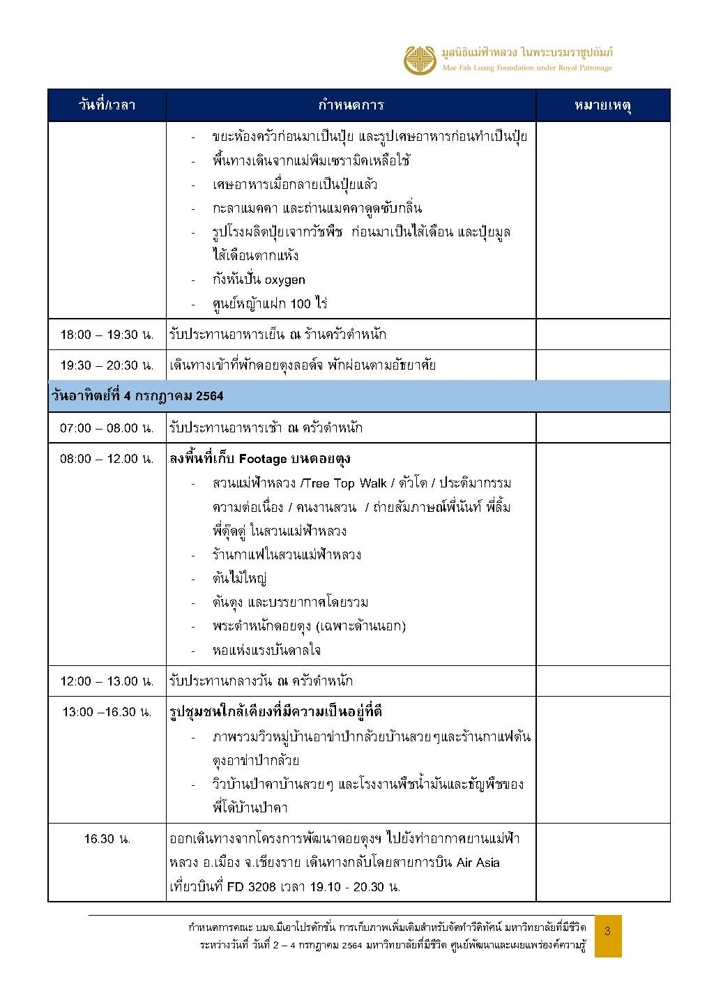 มูลนิธิแม่ฟ้าหลวง ในพระบรมราชูปถัมภ์
Mae Fah Luang Foundation under Royal Patronage
วันที่/เวลา กำหนดการ หมายเหตุ
- ขยะห้องครัวก่อนมาเป็นปุ๋ย และรูปเศษอาหารก่อนทำเป็นปุ๋ย
- พื้นทางเดินจากแม่พิมเซรามิคเหลือใช้
- เศษอาหารเมื่อกลายเป็นปุ๋ยแล้ว
- กะลาแมคคา และถ่านแมคคาดูดซับกลิ่น
- รูปโรงผลิตปุ๋ยเจากวัชพืช ก่อนมาเป็นไส้เดือน และปุ๋ยมูล
ไส้เดือนตากแห้ง
- กังหันปั่น oxygen
- ศูนย์หญ้าแฝก 100 ไร่
18:00 – 19:30 น. รับประทานอาหารเย็น ณ ร้านครัวตำหนัก
19:30 – 20:30 น. เดินทางเข้าที่พักดอยตุงลอด์จ พักผ่อนตามอัธยาศัย
วันอาทิตย์ที่ 4 กรกฎาคม 2564
07:00 – 08.00 น. รับประทานอาหารเช้า ณ ครัวตำหนัก
08:00 – 12.00 น. ลงพื้นที่เก็บ Footage บนดอยตุง
- สวนแม่ฟ้าหลวง /Tree Top Walk / ตัวโต / ประติมากรรม
ความต่อเนื่อง / คนงานสวน / ถ่ายสัมภาษณ์พี่นันท์ พี่ลิ้ม
พี่ตุ๊ดตู่ ในสวนแม่ฟ้าหลวง
- ร้านกาแฟในสวนแม่ฟ้าหลวง
- ต้นไม้ใหญ่
- ต้นตุง และบรรยากาศโดยรวม
- พระตำหนักดอยตุง (เฉพาะด้านนอก)
- หอแห่งแรงบันดาลใจ
12:00 – 13.00 น. รับประทานกลางวัน ณ ครัวตำหนัก
13:00 –16.30 น. รูปชุมชนใกล้เคียงที่มีความเป็นอยู่ที่ดี
- ภาพรวมวิวหมู่บ้านอาข่าป่ากล้วยบ้านสวยๆและร้านกาแฟต้น
ตุงอาข่าป่ากล้วย
- วิวบ้านป่าคาบ้านสวยๆ และโรงงานพืชน้ำมันและธัญพืชของ
พี่โด้บ้านป่าคา
16.30 น. ออกเดินทางจากโครงการพัฒนาดอยตุงฯ ไปยังท่าอากาศยานแม่ฟ้า
หลวง อ.เมือง จ.เชียงราย เดินทางกลับโดยสายการบิน Air Asia
เที่ยวบินที่ FD 3208 เวลา 19.10 - 20.30 น.
กำหนดการคณะ บมจ.มีเอาโปรดักชั่น การเก็บภาพเพิ่มเติมสำหรับจัดทำวีดิทัศน์ มหาวิทยาลัยที่มีชีวิต
ระหว่างวันที่ วันที่ 2 – 4 กรกฎาคม 2564 มหาวิทยาลัยที่มีชีวิต ศูนย์พัฒนาและเผยแพร่องค์ความรู้
3